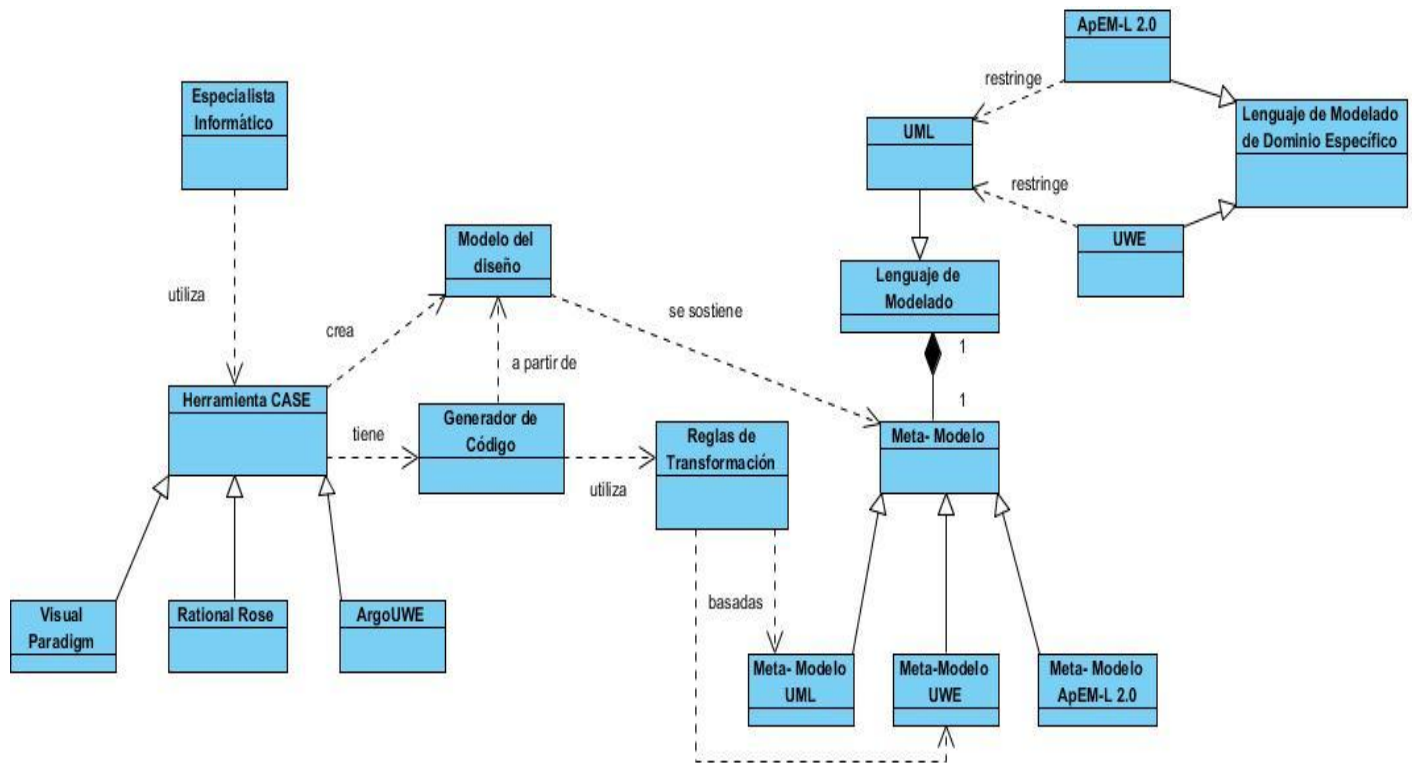 ApEM-L 2.0
restringe
Especialista
Informático
UML
Lenguaje de Modelado
de Dominio Específico
restringe
UWE
Modelo del
diseño
Lenguaje de
Modelado
utiliza
crea
se sostiene
1
a partir de
1
Herramienta CASE
tiene
Generador de
Código
utiliza
Reglas de
Transformación
Meta- Modelo
Visual
Paradigm
Rational Rose
ArgoUWE
basadas
Meta- Modelo
UML
Meta-Modelo
UWE
Meta- Modelo
ApEM-L 2.0